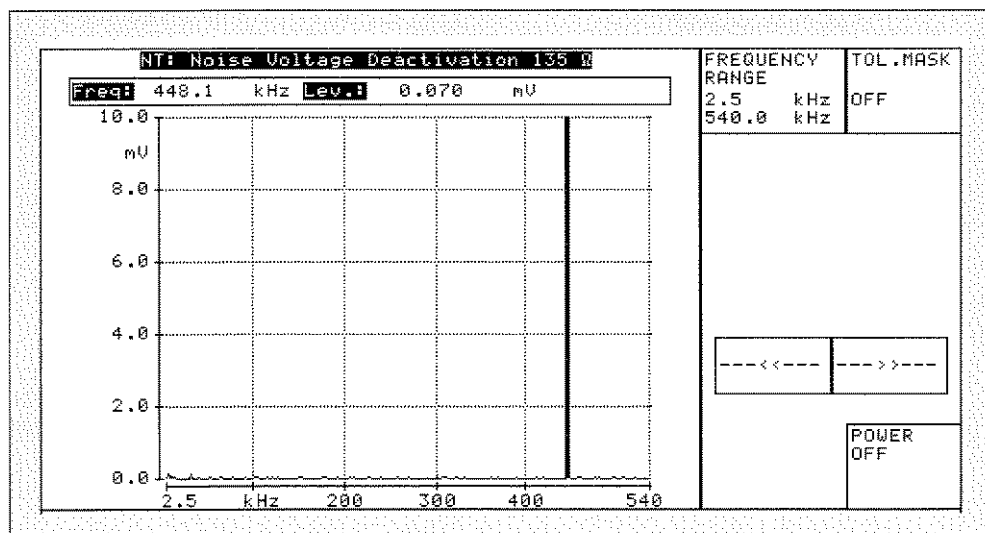 NT: Noise Voltage Deactivation 135 Ω
Freq: 448.1 kHz Lev.: 0.070 mV
10.0
mV
8.0
6.0
4.0
2.0
0.0
2.5 kHz 200 300 400 540
FREQUENCY
RANGE
2.5 kHz
540.0 kHz
TOL.MASK
OFF
---<<--- --->>----
POWER
OFF